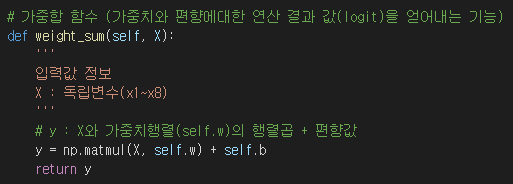 # 가중합 함수 (가중치와 편향에대한 연산 결과 값(logit)을 얻어내는 기능)
def weight_sum(self, X):
'''
입력값 정보
X : 독립변수(x1~x8)
'''
# y : X와 가중치행렬(self.w)의 행렬곱 + 편향값
y = np.matmul(X, self.w) + self.b
return y